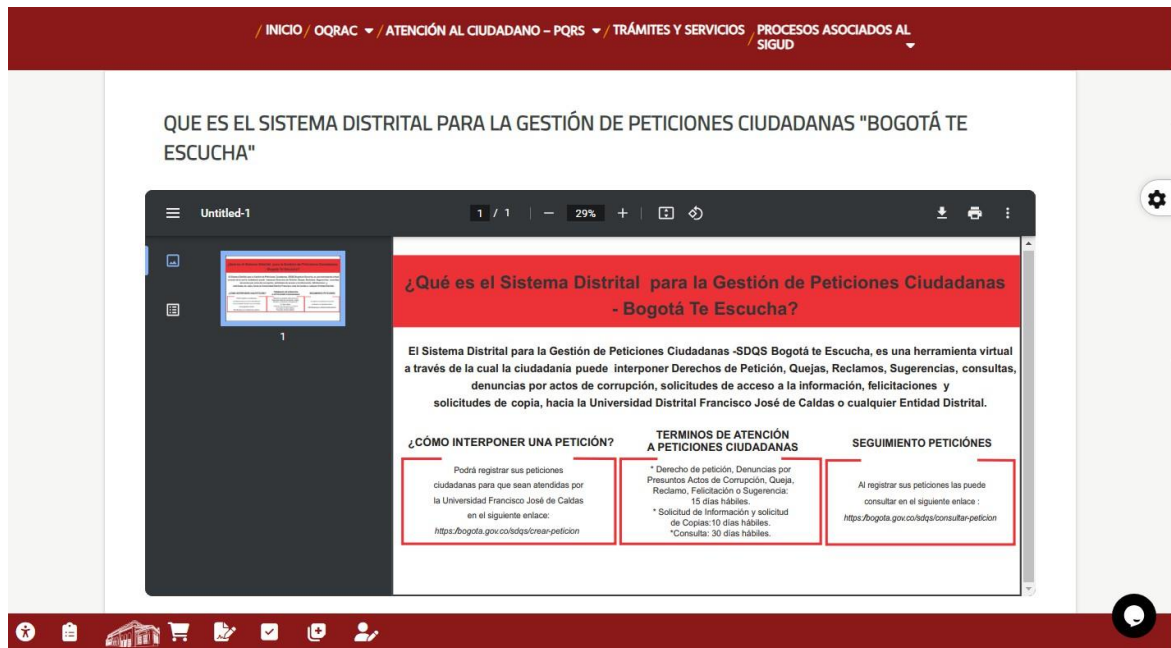 / INICIO / OQRAC / ATENCIÓN AL CIUDADANO – PQRS / TRÁMITES Y SERVICIOS / PROCESOS ASOCIADOS AL
SIGUD
QUE ES EL SISTEMA DISTRITAL PARA LA GESTIÓN DE PETICIONES CIUDADANAS "BOGOTÁ TE
ESCUCHA"
Untitled-1
1 / 1 | — 29% +
1
¿Qué es el Sistema Distrital para la Gestión de Peticiones Ciudadanas
- Bogotá Te Escucha?
El Sistema Distrital para la Gestión de Peticiones Ciudadanas -SDQS Bogotá te Escucha, es una herramienta virtual
a través de la cual la ciudadanía puede interponer Derechos de Petición, Quejas, Reclamos, Sugerencias, consultas,
denuncias por actos de corrupción, solicitudes de acceso a la información, felicitaciones y
solicitudes de copia, hacia la Universidad Distrital Francisco José de Caldas o cualquier Entidad Distrital.
¿CÓMO INTERPONER UNA PETICIÓN?
Podrá registrar sus peticiones
ciudadanas para que sean atendidas por
la Universidad Francisco José de Caldas
en el siguiente enlace:
https:/bogota.gov.co/sdqs/crear-peticion
TERMINOS DE ATENCIÓN
A PETICIONES CIUDADANAS
* Derecho de petición, Denuncias por
Presuntos Actos de Corrupción, Queja,
Reclamo, Felicitación o Sugerencia:
15 días hábiles.
* Solicitud de Información y solicitud
de Copias:10 días hábiles.
*Consulta: 30 días hábiles.
SEGUIMIENTO PETICIÓNES
Al registrar sus peticiones las puede
consultar en el siguiente enlace :
https:/bogota.gov.co/sdqs/consultar-peticion